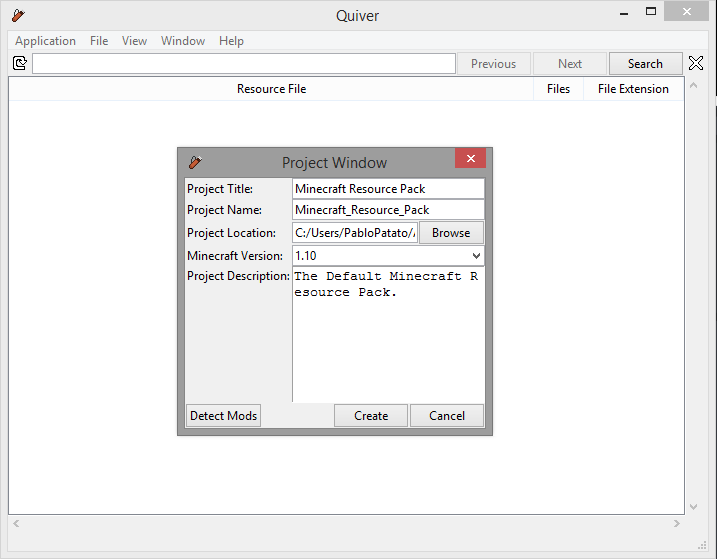 Quiver
Application File View Window Help
Previous Next Search
Resource File Files File Extension
Project Window
Project Title: Minecraft Resource Pack
Project Name: Minecraft_Resource_Pack
Project Location: C:/Users/PabloPatato/ Browse
Minecraft Version: 1.10
Project Description: The Default Minecraft R
esource Pack.
Detect Mods Create Cancel